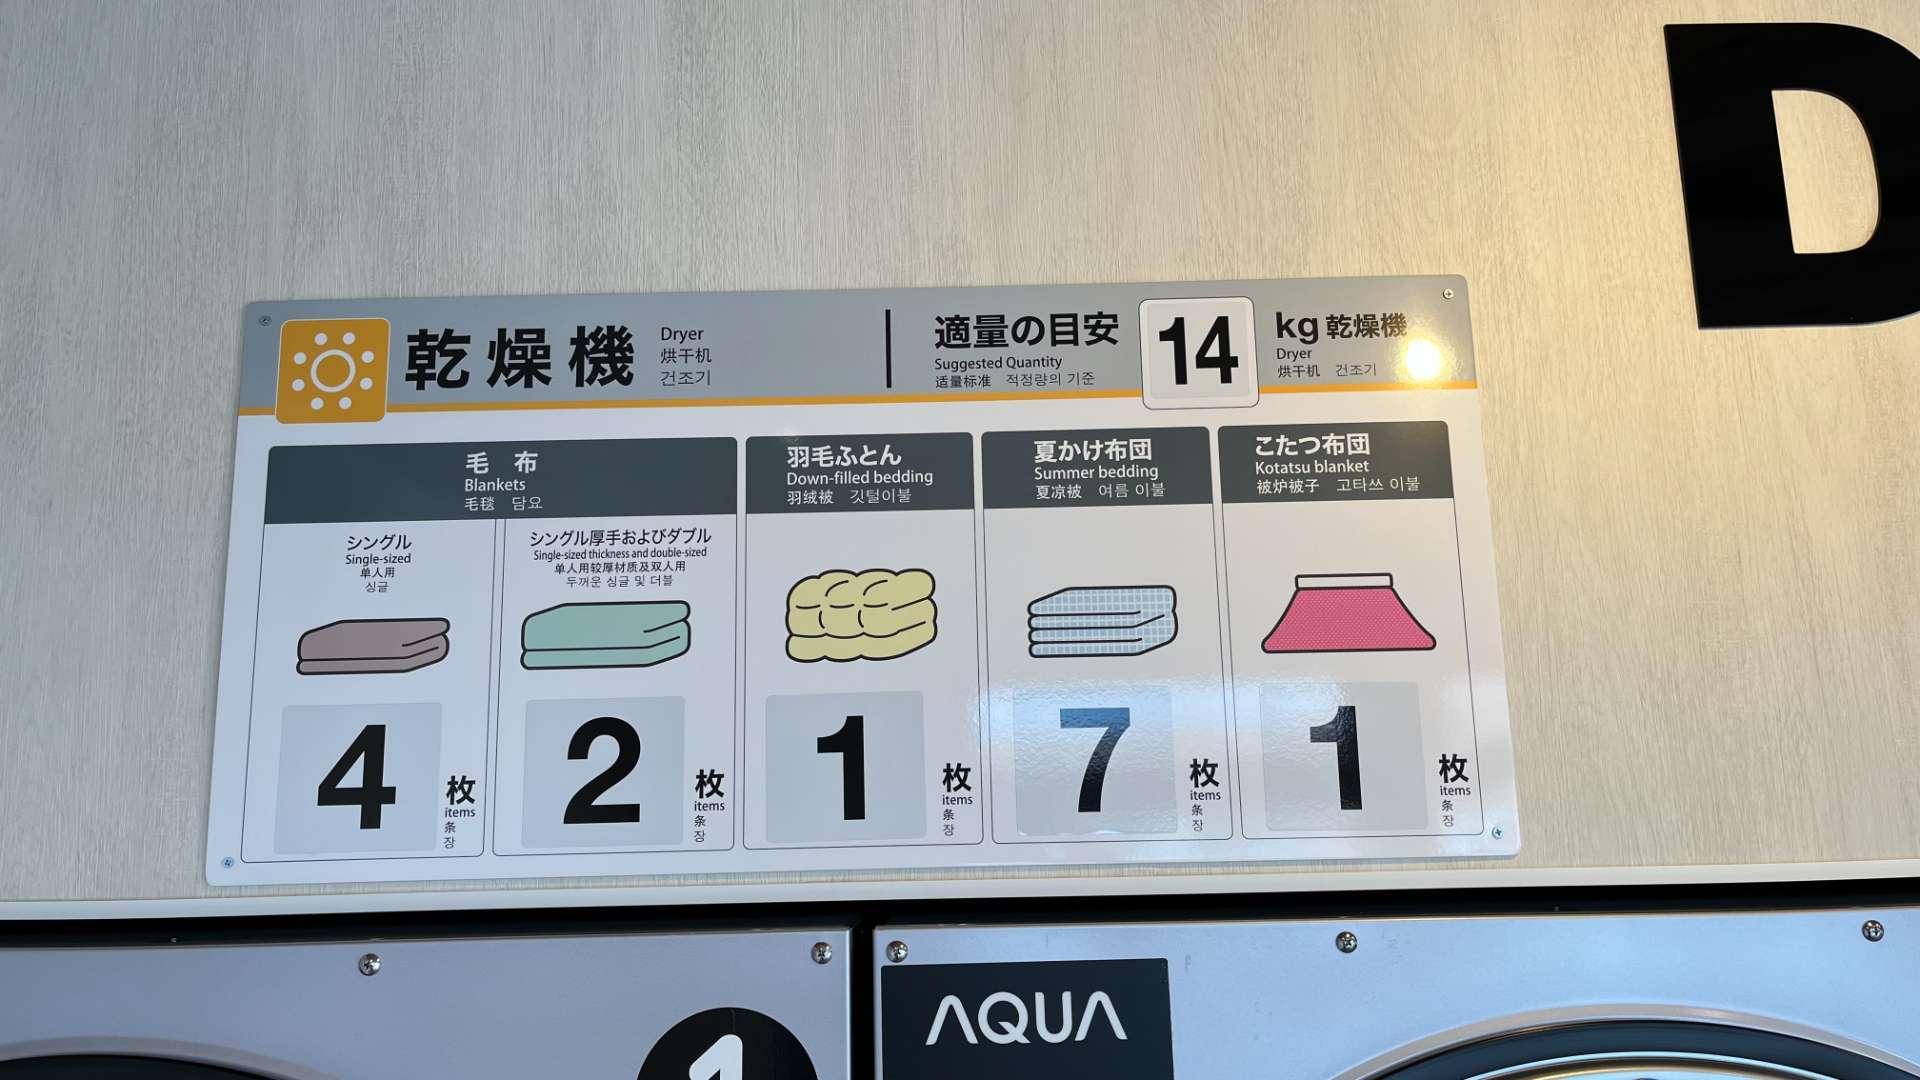 D
乾燥機
Dryer
烘干机
건조기
適量の目安
Suggested Quantity
适量标准 적정량의 기준
14
kg 乾燥機
Dryer
烘干机 건조기
毛 布
Blankets
毛毯 담요
シングル
Single-sized
单人用
싱글
4
枚
items
条
장
シングル厚手およびダブル
Single-sized thickness and double-sized
单人用较厚材质及双人用
두꺼운 싱글 및 더블
2
枚
items
条
장
羽毛ふとん
Down-filled bedding
羽绒被 깃털이불
1
枚
items
条
장
夏かけ布団
Summer bedding
夏凉被 여름 이불
7
枚
items
条
장
こたつ布団
Kotatsu blanket
被炉被子 고타쓰 이불
1
枚
items
条
장
1
AQUA